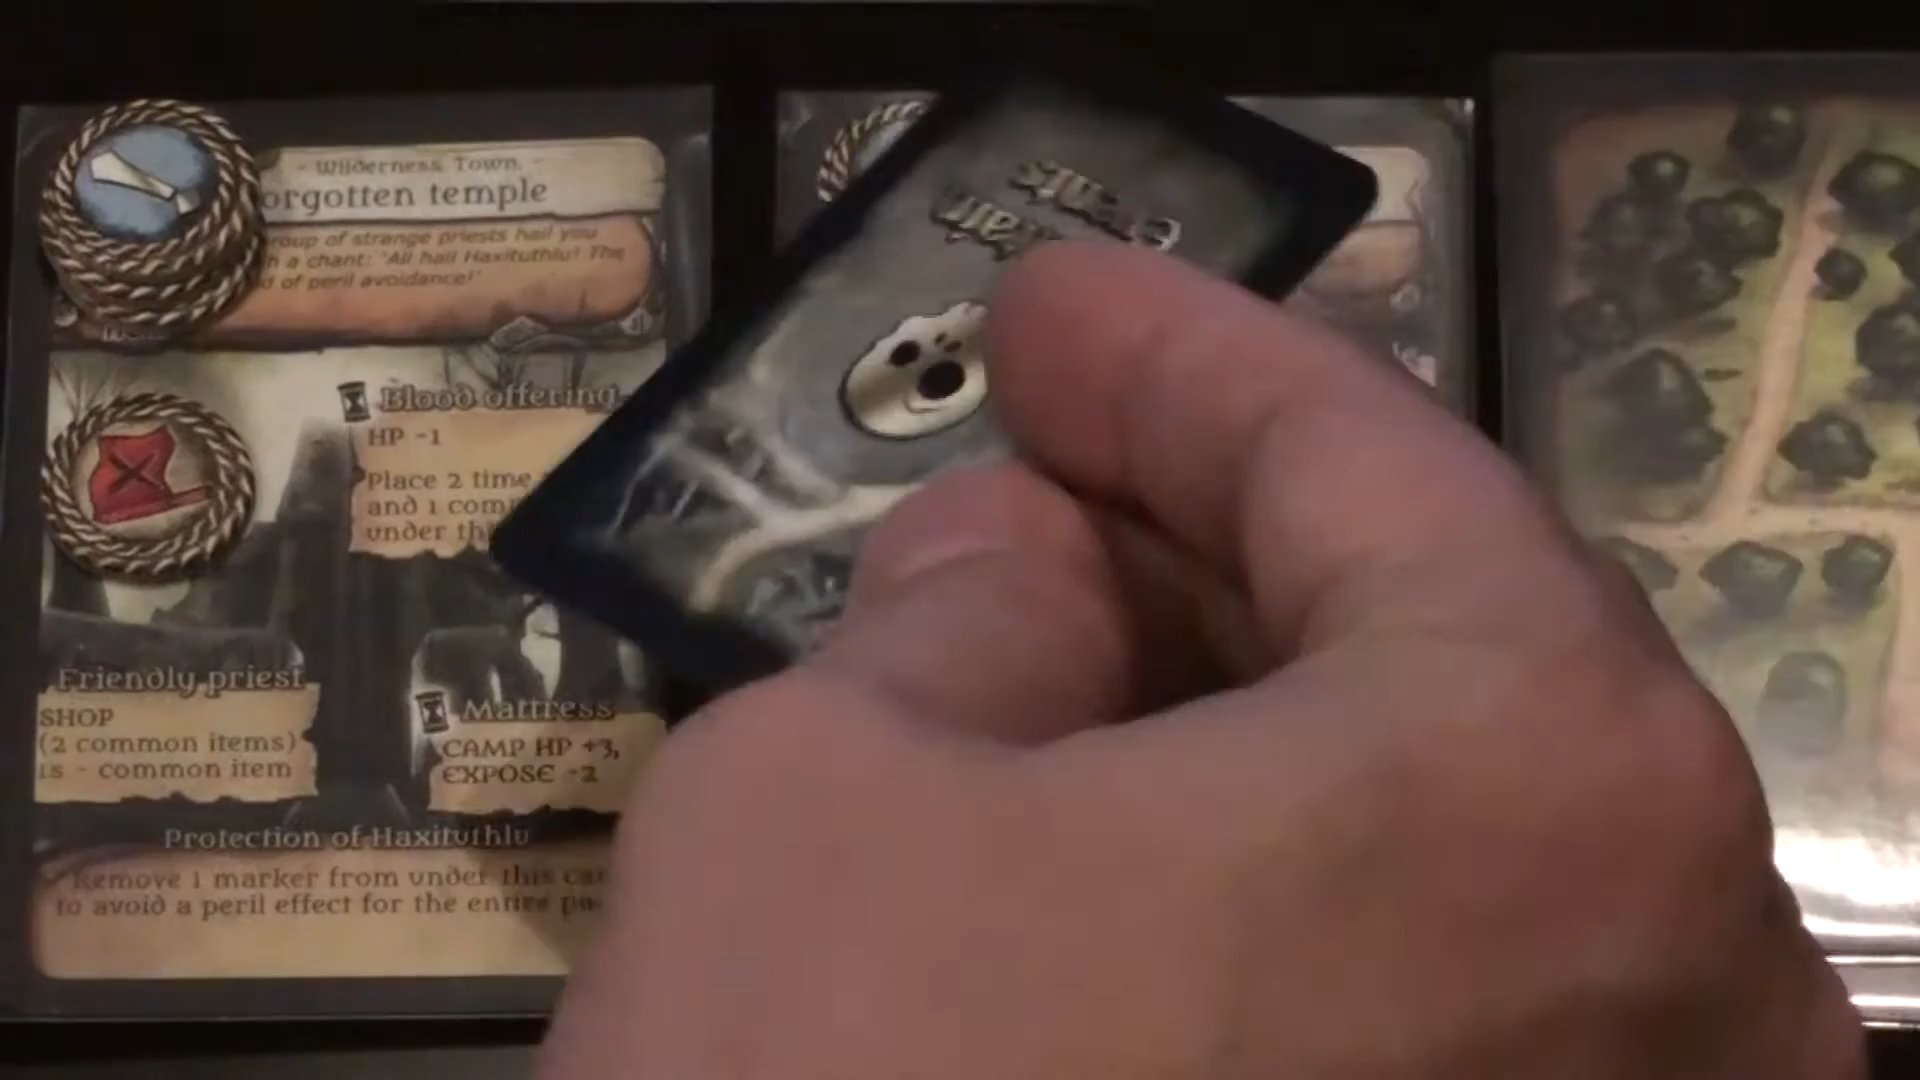 - Wilderness, Town, -
orgotten temple
roup of strange priests hail you
h a chant: "All hail Haxituthlu! The
d of peril avoidance!"
Blood offering
HP -1
Place 2 time
and 1 com
under th
Friendly priest
SHOP
(2 common items)
1s - common item
Mattress
CAMP HP +3,
EXPOSE -2
Protection of Haxituthlu
Remove 1 marker from under this car
to avoid a peril effect for the entire pa